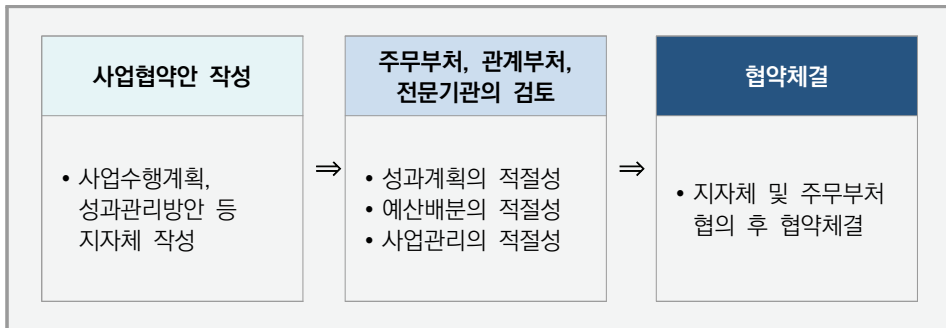 사업협약안 작성
• 사업수행계획,
성과관리방안 등
지자체 작성
⇒
주무부처, 관계부처,
전문기관의 검토
• 성과계획의 적절성
• 예산배분의 적절성
• 사업관리의 적절성
⇒
협약체결
• 지자체 및 주무부처
협의 후 협약체결